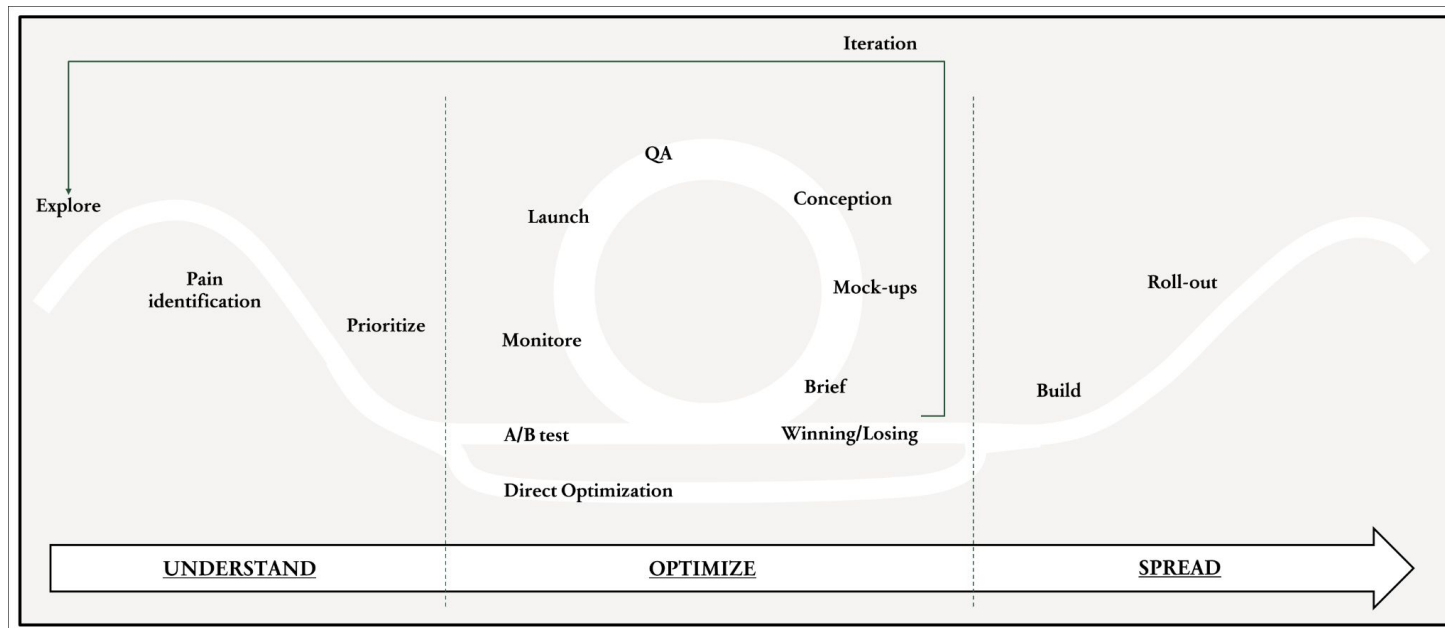 Iteration
QA
Conception
Explore
Launch
Pain
identification
Mock-ups
Roll-out
Prioritize
Monitore
Brief
Build
A/B test
Winning/Losing
Direct Optimization
UNDERSTAND
OPTIMIZE
SPREAD